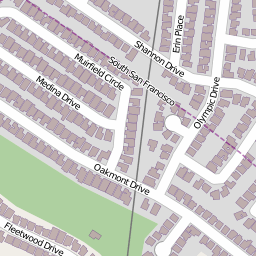 Shannon Drive
Erin Place
Muirfield Circle
South San Francisco
Medina Drive
Olympic Drive
Oakmont Drive
Fleetwood Drive